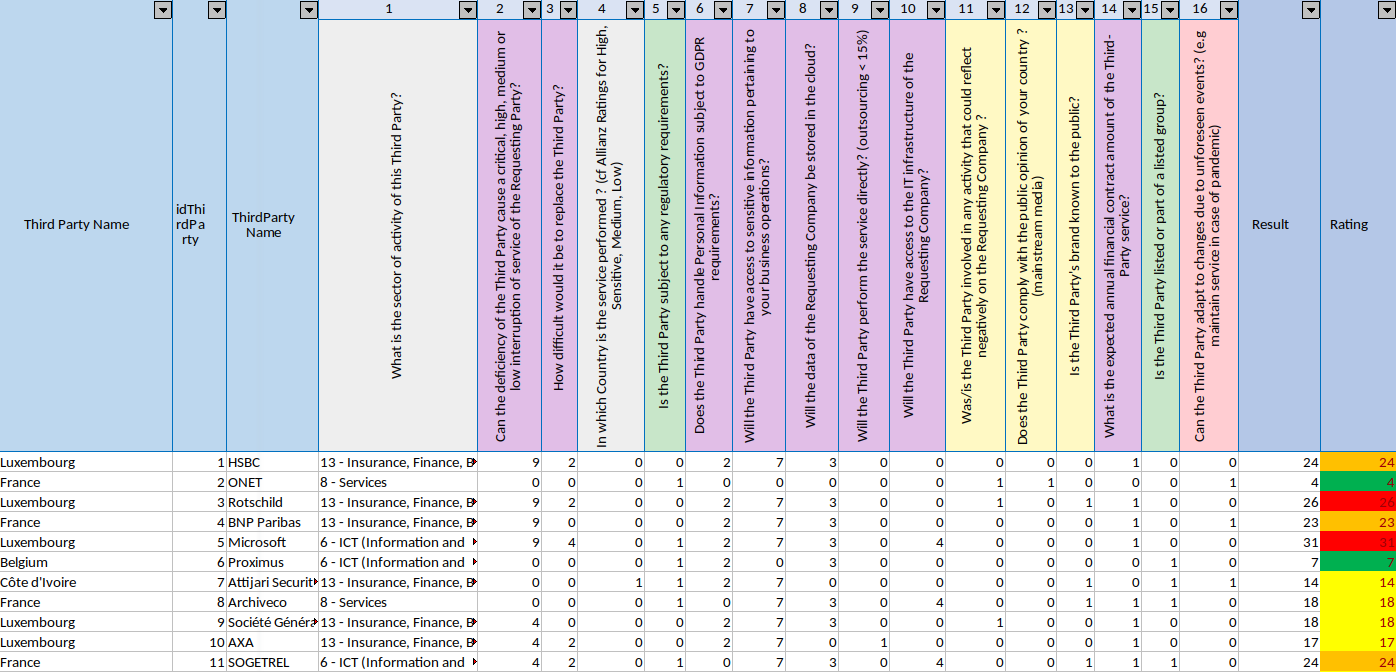 1 2 3 4 5 6 7 8 9 10 11 12 13 14 15 16
Third Party Name
idThi
rdPa
rty
ThirdParty
Name
What is the sector of activity of this Third Party?
Can the deficiency of the Third Party cause a critical, high, medium or
low interruption of service of the Requesting Party?
How difficult would it be to replace the Third Party?
In which Country is the service performed ? (cf Allianz Ratings for High,
Sensitive, Medium, Low)
Is the Third Party subject to any regulatory requirements?
Does the Third Party handle Personal Information subject to GDPR
requirements?
Will the Third Party have access to sensitive information pertaining to
your business operations?
Will the data of the Requesting Company be stored in the cloud?
Will the Third Party perform the service directly? (outsourcing < 15%)
Will the Third Party have access to the IT infrastructure of the
Requesting Company?
Was/is the Third Party involved in any activity that could reflect
negatively on the Requesting Company ?
Does the Third Party comply with the public opinion of your country ?
(mainstream media)
Is the Third Party's brand known to the public?
What is the expected annual financial contract amount of the Third-
Party service?
Is the Third Party listed or part of a listed group?
Can the Third Party adapt to changes due to unforeseen events? (e.g
maintain service in case of pandemic)
Result
Rating
Luxembourg 1 HSBC 13 - Insurance, Finance, B 9 2 0 0 2 7 3 0 0 0 0 0 1 0 0 24 24
France 2 ONET 8 - Services 0 0 0 1 0 0 0 0 0 1 1 0 0 0 1 4 4
Luxembourg 3 Rotschild 13 - Insurance, Finance, B 9 2 0 0 2 7 3 0 0 1 0 1 1 0 0 26 26
France 4 BNP Paribas 13 - Insurance, Finance, B 9 0 0 0 2 7 3 0 0 0 0 0 1 0 1 23 23
Luxembourg 5 Microsoft 6 - ICT (Information and 9 4 0 1 2 7 3 0 4 0 0 0 1 0 0 31 31
Belgium 6 Proximus 6 - ICT (Information and 0 0 0 1 2 0 3 0 0 0 0 0 0 1 0 7 7
Côte d'Ivoire 7 Attijari Securit 13 - Insurance, Finance, B 0 0 1 1 2 7 0 0 0 0 0 1 0 1 1 14 14
France 8 Archiveco 8 - Services 0 0 0 1 0 7 3 0 4 0 0 1 1 1 0 18 18
Luxembourg 9 Société Généra 13 - Insurance, Finance, B 4 0 0 0 2 7 3 0 0 1 0 0 1 0 0 18 18
Luxembourg 10 AXA 13 - Insurance, Finance, B 4 2 0 0 2 7 0 1 0 0 0 0 1 0 0 17 17
France 11 SOGETREL 6 - ICT (Information and 4 2 0 1 0 7 3 0 4 0 0 1 1 1 0 24 24